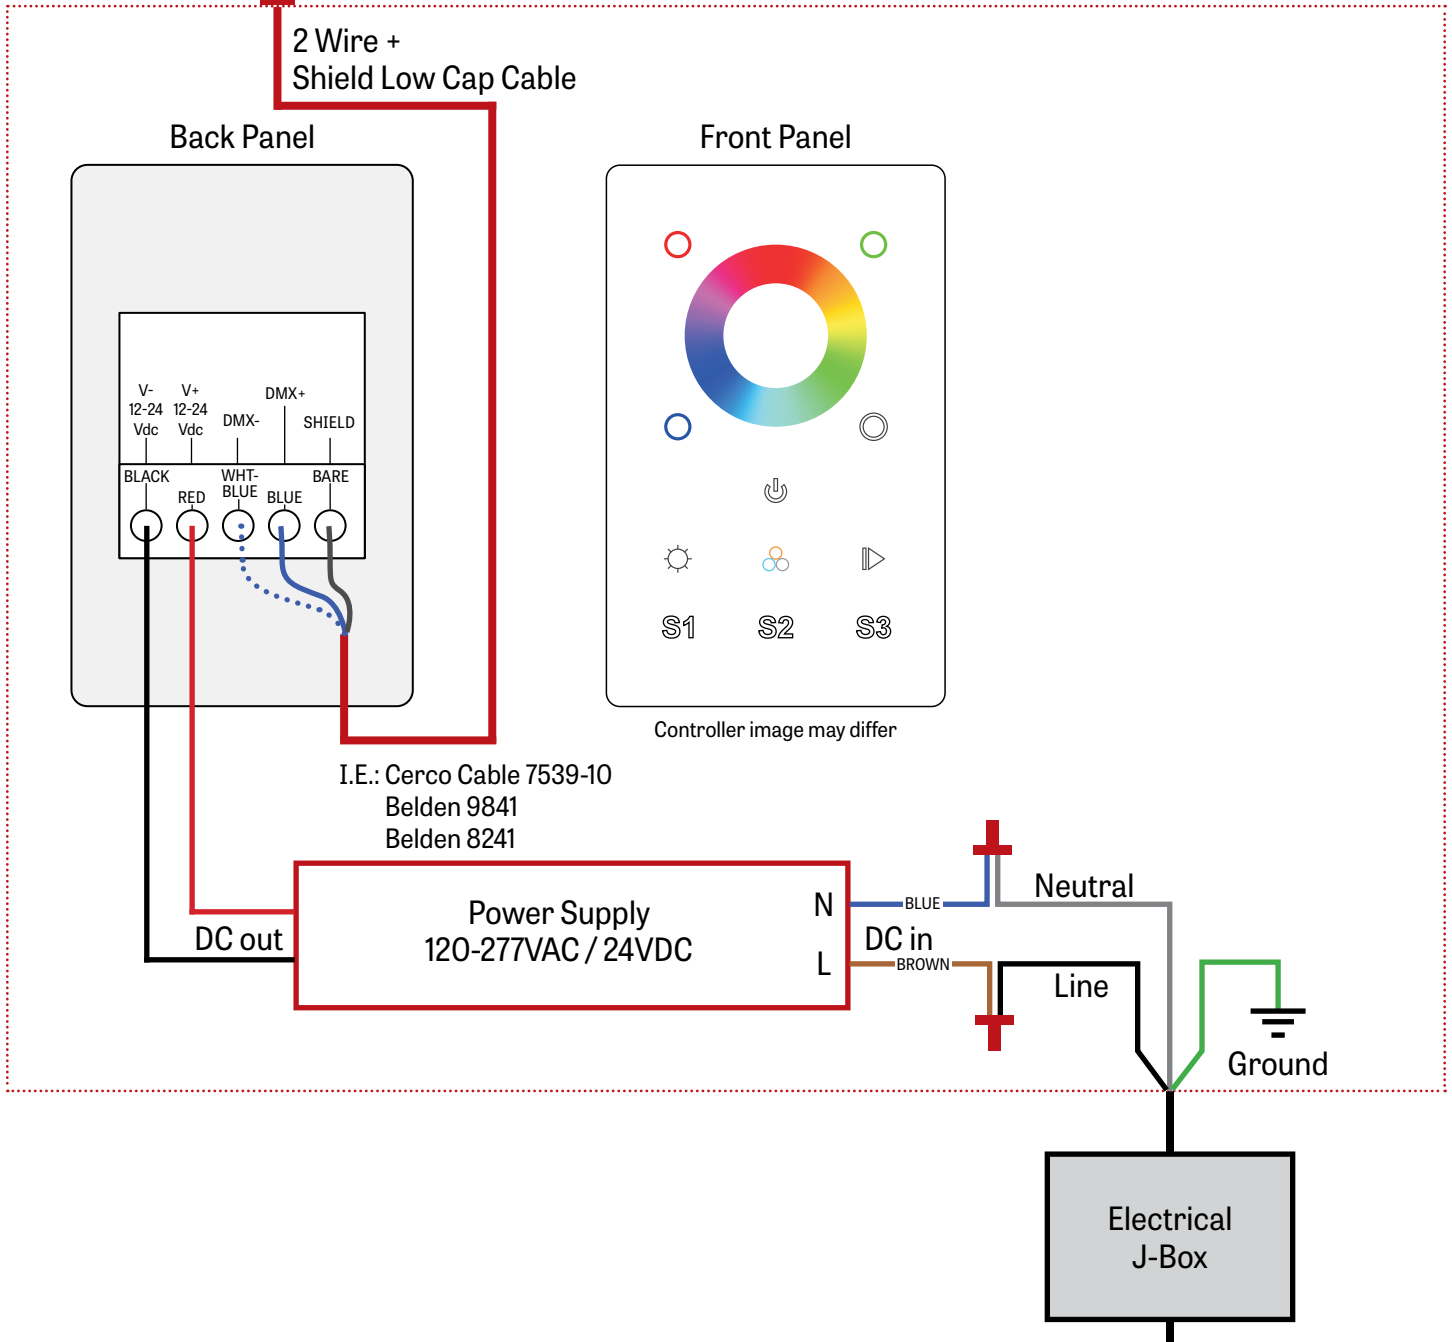 2 Wire +
Shield Low Cap Cable
Back Panel
Front Panel
V-
12-24
Vdc
V+
12-24
Vdc
DMX-
DMX+
SHIELD
BLACK
RED
WHT-
BLUE
BLUE
BARE
S1
S2
S3
Controller image may differ
I.E.: Cerco Cable 7539-10
Belden 9841
Belden 8241
DC out
Power Supply
120-277VAC / 24VDC
N
L
BLUE
DC in
BROWN
Neutral
Line
Ground
Electrical
J-Box